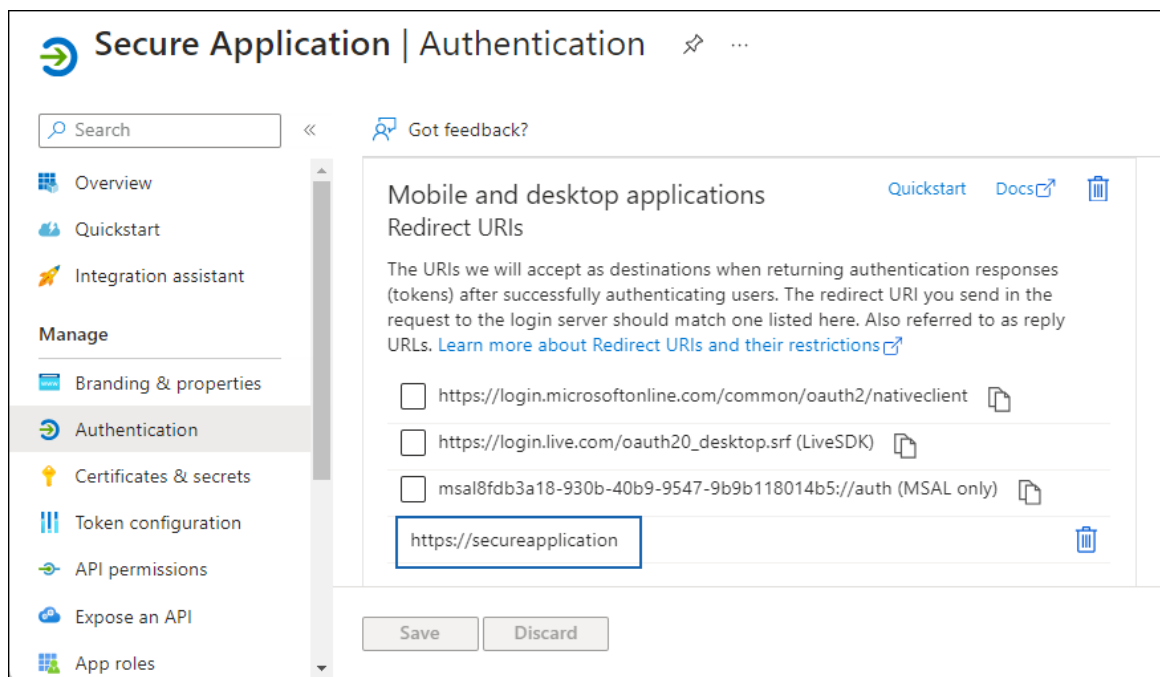 Secure Application | Authentication
Search
Got feedback?
Overview
Quickstart
Integration assistant
Manage
Branding & properties
Authentication
Certificates & secrets
Token configuration
API permissions
Expose an API
App roles
Mobile and desktop applications
Quickstart
Docs
Redirect URIs
The URIs we will accept as destinations when returning authentication responses
(tokens) after successfully authenticating users. The redirect URI you send in the
request to the login server should match one listed here. Also referred to as reply
URLs. Learn more about Redirect URIs and their restrictions
https://login.microsoftonline.com/common/oauth2/nativeclient
https://login.live.com/oauth20_desktop.srf (LiveSDK)
msal8fdb3a18-930b-40b9-9547-9b9b118014b5://auth (MSAL only)
https://secureapplication
Save
Discard